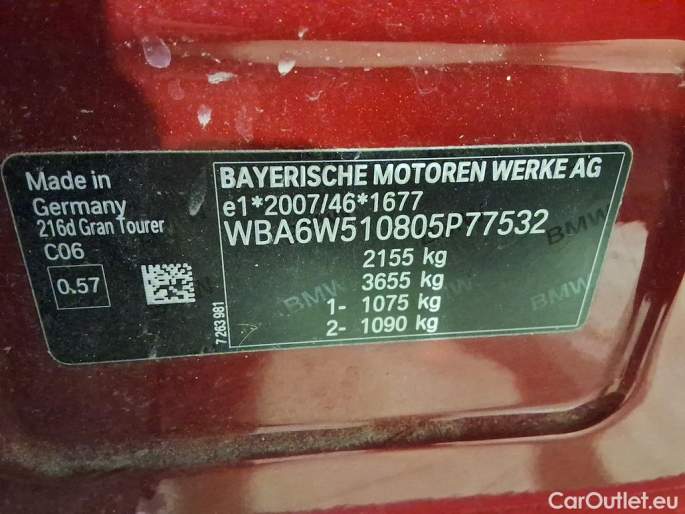 Made in
Germany
216d Gran Tourer
C06
0.57
7 263 981
BAYERISCHE MOTOREN WERKE AG
e1*2007/46*1677
WBA6W510805P77532
2155 kg
3655 kg
1- 1075 kg
2- 1090 kg
BMW
BMW
BMW
BMW
CarOutlet.eu